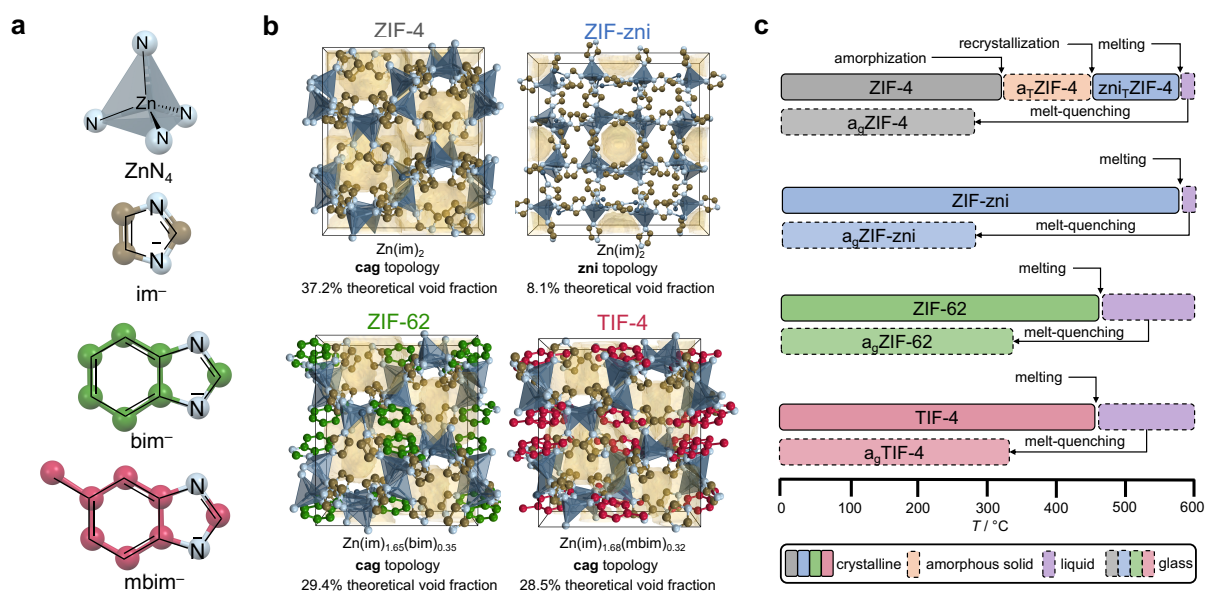 a
N
Zn
N
N
N
ZnN₄
N
N
im⁻
N
N
bim⁻
N
N
mbim⁻
b
ZIF-4
Zn(im)₂
cag topology
37.2% theoretical void fraction
ZIF-zni
Zn(im)₂
zni topology
8.1% theoretical void fraction
ZIF-62
Zn(im)₁.₆₅(bim)₀.₃₅
cag topology
29.4% theoretical void fraction
TIF-4
Zn(im)₁.₆₈(mbim)₀.₃₂
cag topology
28.5% theoretical void fraction
c
recrystallization
melting
amorphization
ZIF-4
aTZIF-4
zniTZIF-4
agZIF-4
melt-quenching
melting
ZIF-zni
agZIF-zni
melt-quenching
melting
ZIF-62
agZIF-62
melt-quenching
melting
TIF-4
agTIF-4
melt-quenching
0 100 200 300 400 500 600
T / °C
crystalline
amorphous solid
liquid
glass